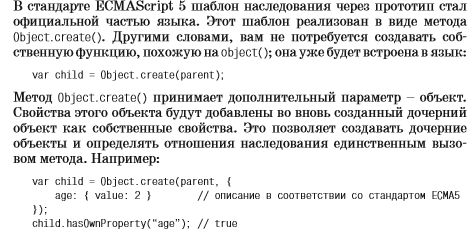 В стандарте ECMAScript 5 шаблон наследования через прототип стал
официальной частью языка. Этот шаблон реализован в виде метода
Object.create(). Другими словами, вам не потребуется создавать соб-
ственную функцию, похожую на object(); она уже будет встроена в язык:
var child = Object.create(parent);
Метод Object.create() принимает дополнительный параметр – объект.
Свойства этого объекта будут добавлены во вновь созданный дочерний
объект как собственные свойства. Это позволяет создавать дочерние
объекты и определять отношения наследования единственным вызо-
вом метода. Например:
var child = Object.create(parent, {
age: { value: 2 } // описание в соответствии со стандартом ECMA5
});
child.hasOwnProperty("age"); // true